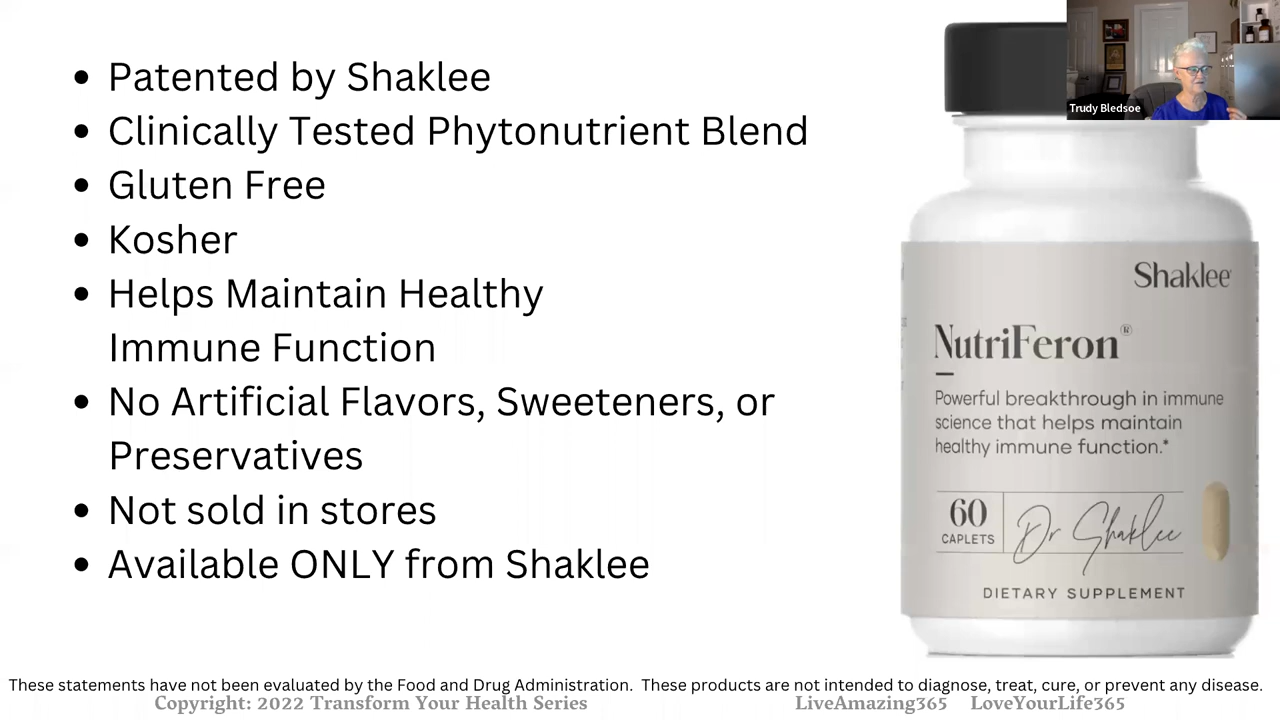 Patented by Shaklee
Clinically Tested Phytonutrient Blend
Gluten Free
Kosher
Helps Maintain Healthy
Immune Function
No Artificial Flavors, Sweeteners, or
Preservatives
Not sold in stores
Available ONLY from Shaklee
Trudy Bledsoe
Shaklee
NutriFeron®
Powerful breakthrough in immune
science that helps maintain
healthy immune function.*
60
CAPLETS
Dr Shaklee
DIETARY SUPPLEMENT
These statements have not been evaluated by the Food and Drug Administration. These products are not intended to diagnose, treat, cure, or prevent any disease.
Copyright: 2022 Transform Your Health Series LiveAmazing365 LoveYourLife365